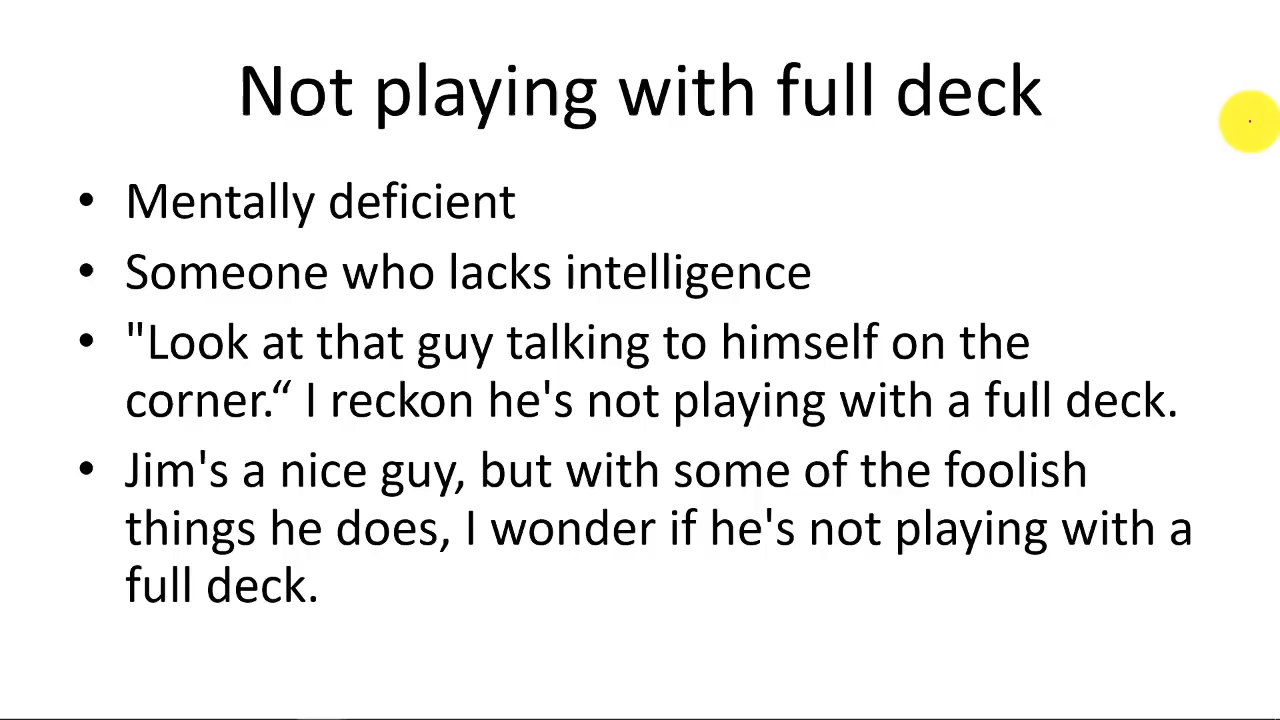 Not playing with full deck
• Mentally deficient
• Someone who lacks intelligence
• "Look at that guy talking to himself on the
corner.“ I reckon he's not playing with a full deck.
• Jim's a nice guy, but with some of the foolish
things he does, I wonder if he's not playing with a
full deck.